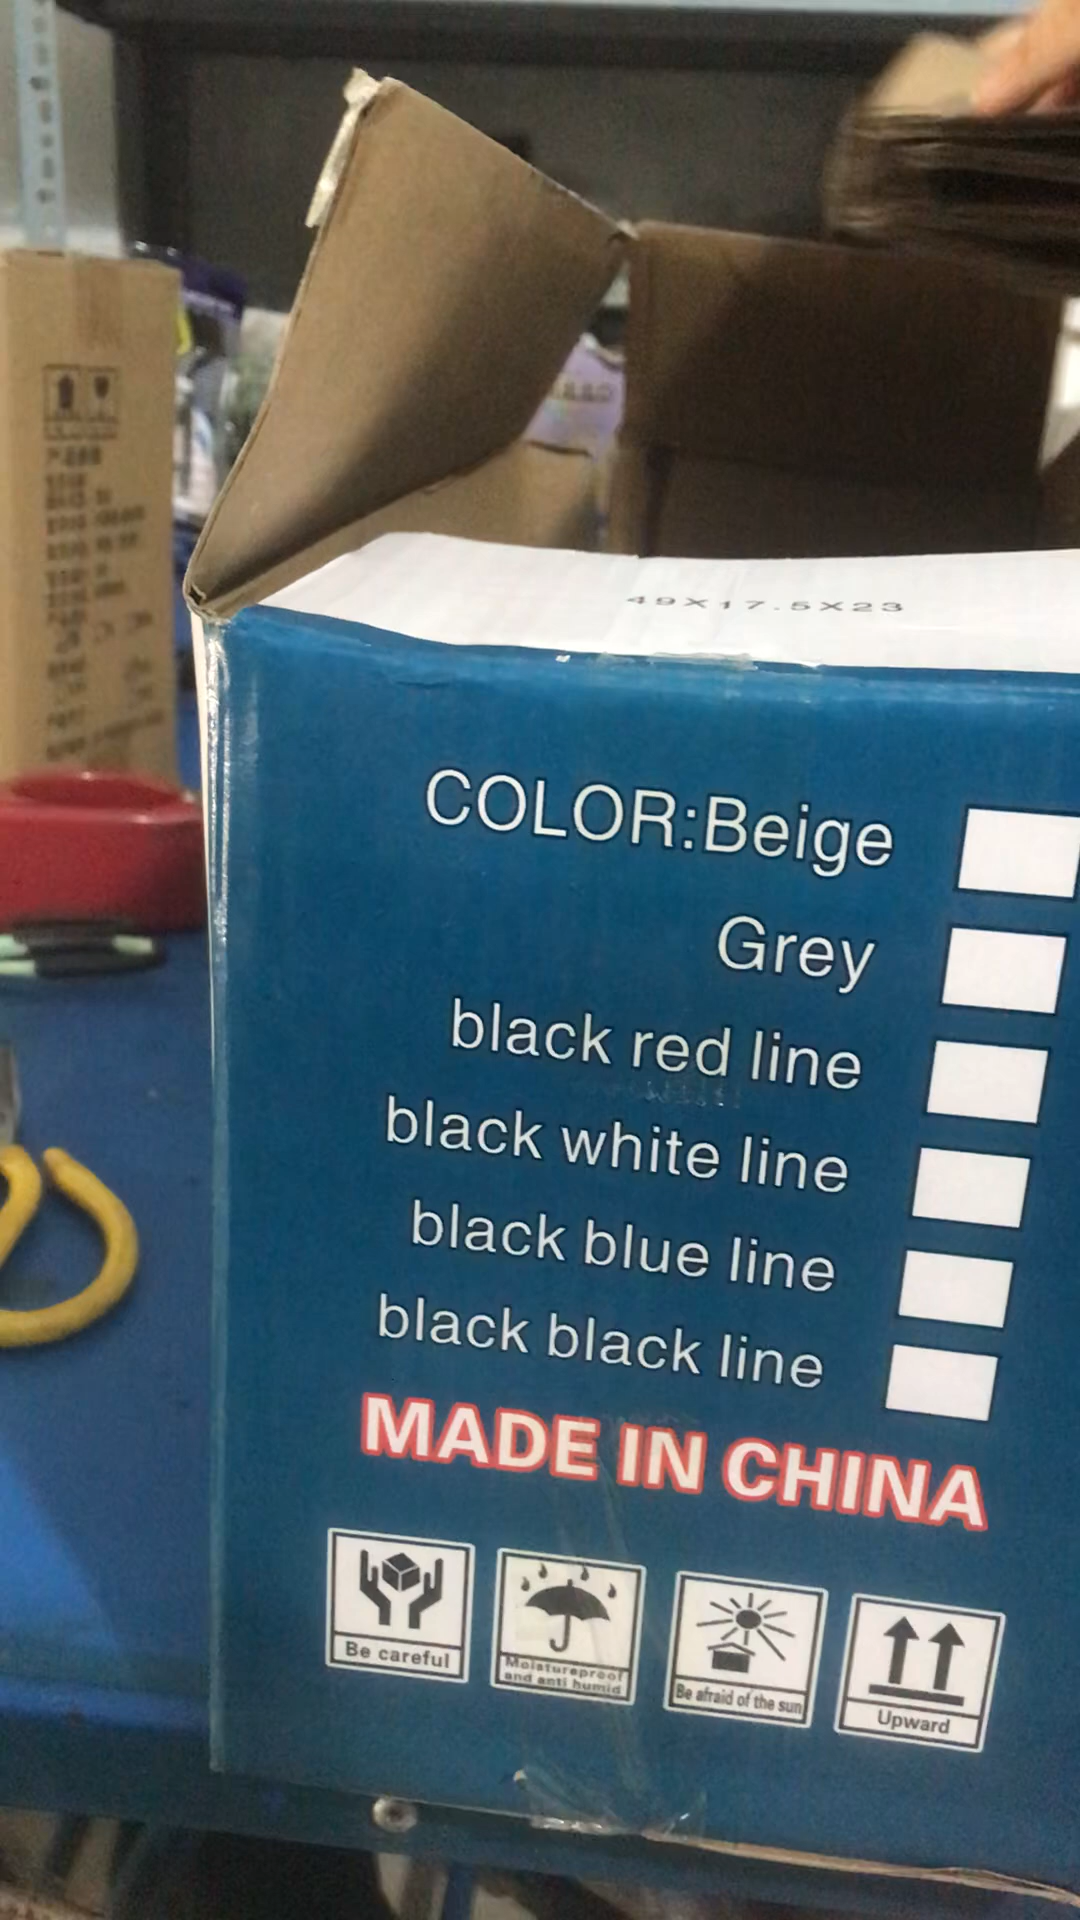 49X17.5X23
COLOR:Beige
Grey
black red line
black white line
black blue line
black black line
MADE IN CHINA
Be careful
Moistureproof
and anti humid
Be afraid of the sun
Upward